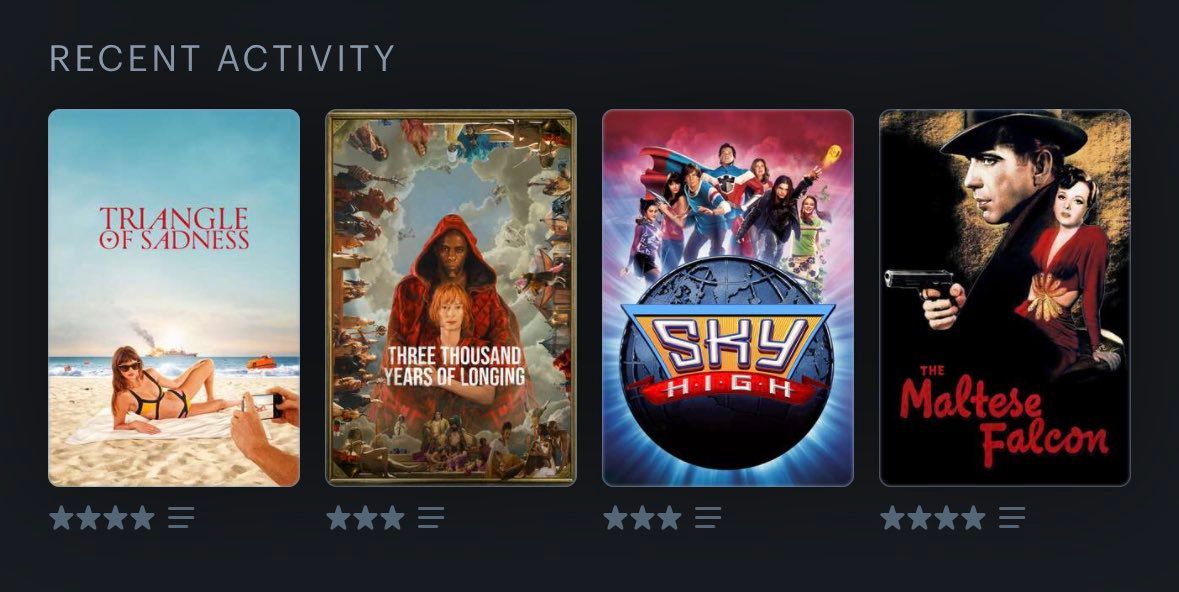 RECENT ACTIVITY
TRIANGLE
OF SADNESS
THREE THOUSAND
YEARS OF LONGING
SKY
HIGH
THE
Maltese
Falcon